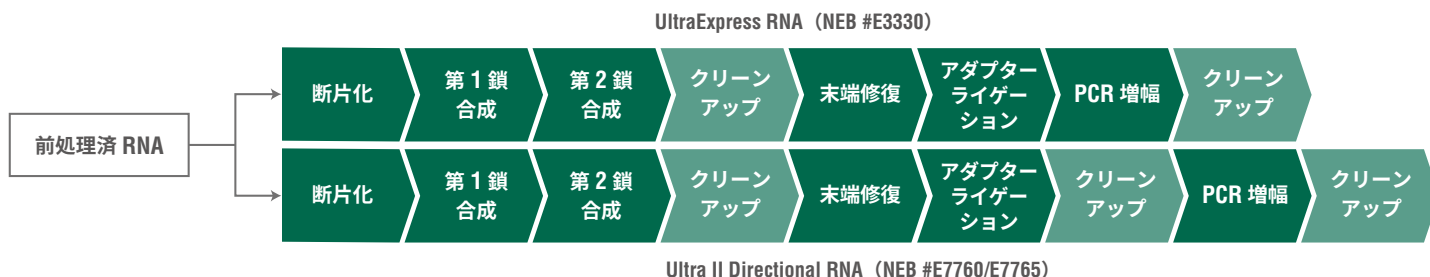 UltraExpress RNA（NEB #E3330）
前処理済 RNA
断片化
第 1 鎖
合成
第 2 鎖
合成
クリーン
アップ
末端修復
アダプター
ライゲー
ション
PCR 増幅
クリーン
アップ
断片化
第 1 鎖
合成
第 2 鎖
合成
クリーン
アップ
末端修復
アダプター
ライゲー
ション
クリーン
アップ
PCR 増幅
クリーン
アップ
Ultra II Directional RNA（NEB #E7760/E7765）